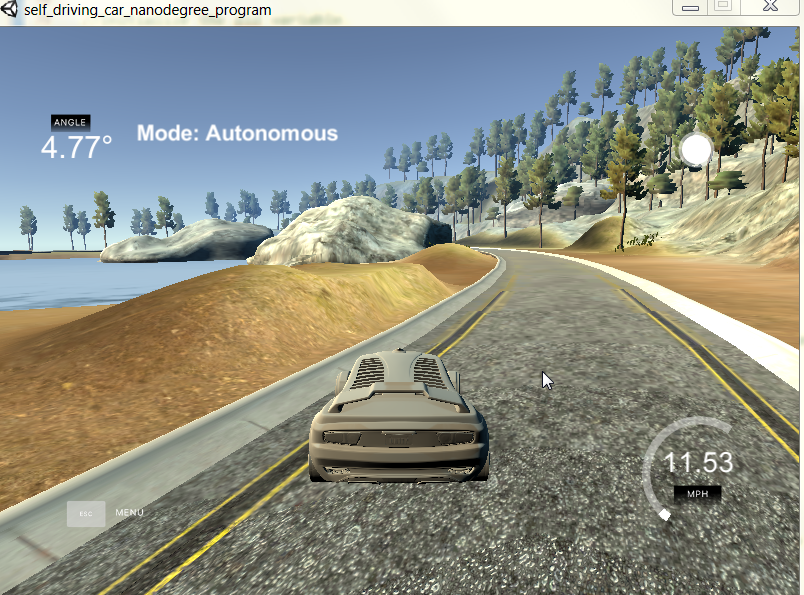 self_driving_car_nanodegree_program
ANGLE
4.77°
Mode: Autonomous
11.53
MPH
ESC
MENU